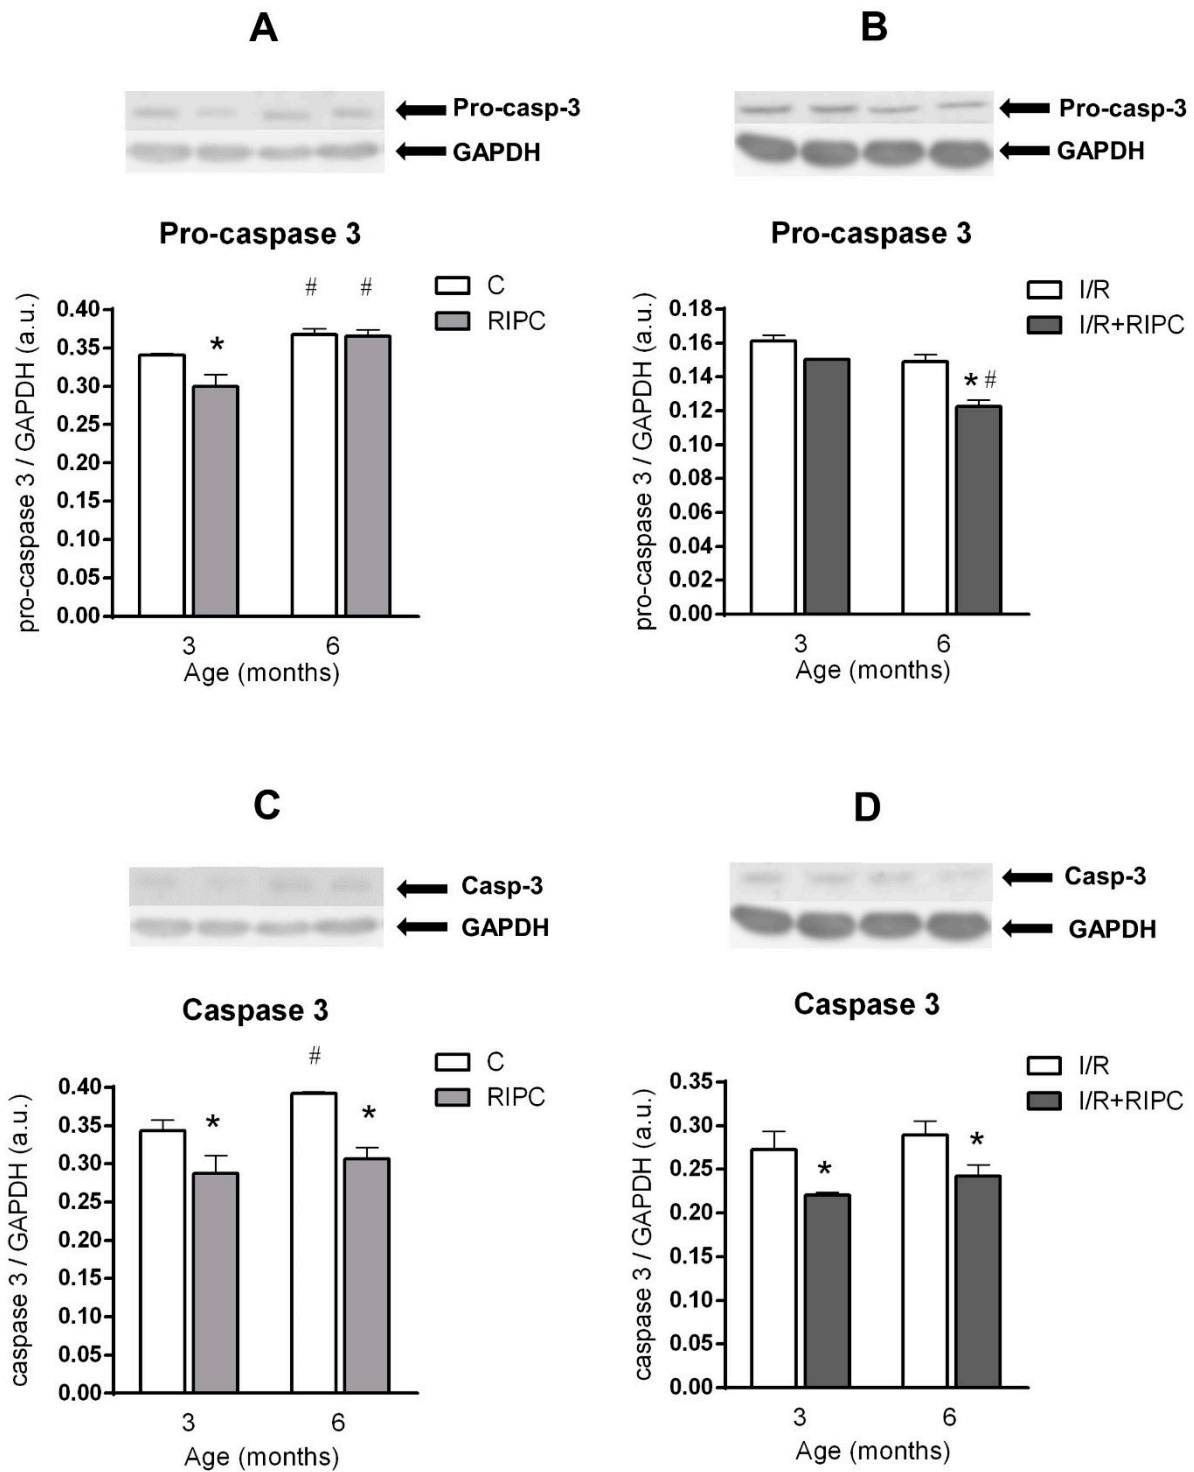 A
Pro-casp-3
GAPDH
Pro-caspase 3
C
RIPC
pro-caspase 3 / GAPDH (a.u.)
0.40
0.35
0.30
0.25
0.20
0.15
0.10
0.05
0.00
*
#
#
3
6
Age (months)
B
Pro-casp-3
GAPDH
Pro-caspase 3
I/R
I/R+RIPC
pro-caspase 3 / GAPDH (a.u.)
0.18
0.16
0.14
0.12
0.10
0.08
0.06
0.04
0.02
0.00
* #
3
6
Age (months)
C
Casp-3
GAPDH
Caspase 3
C
RIPC
caspase 3 / GAPDH (a.u.)
0.40
0.35
0.30
0.25
0.20
0.15
0.10
0.05
0.00
*
#
*
3
6
Age (months)
D
Casp-3
GAPDH
Caspase 3
I/R
I/R+RIPC
caspase 3 / GAPDH (a.u.)
0.35
0.30
0.25
0.20
0.15
0.10
0.05
0.00
*
*
3
6
Age (months)